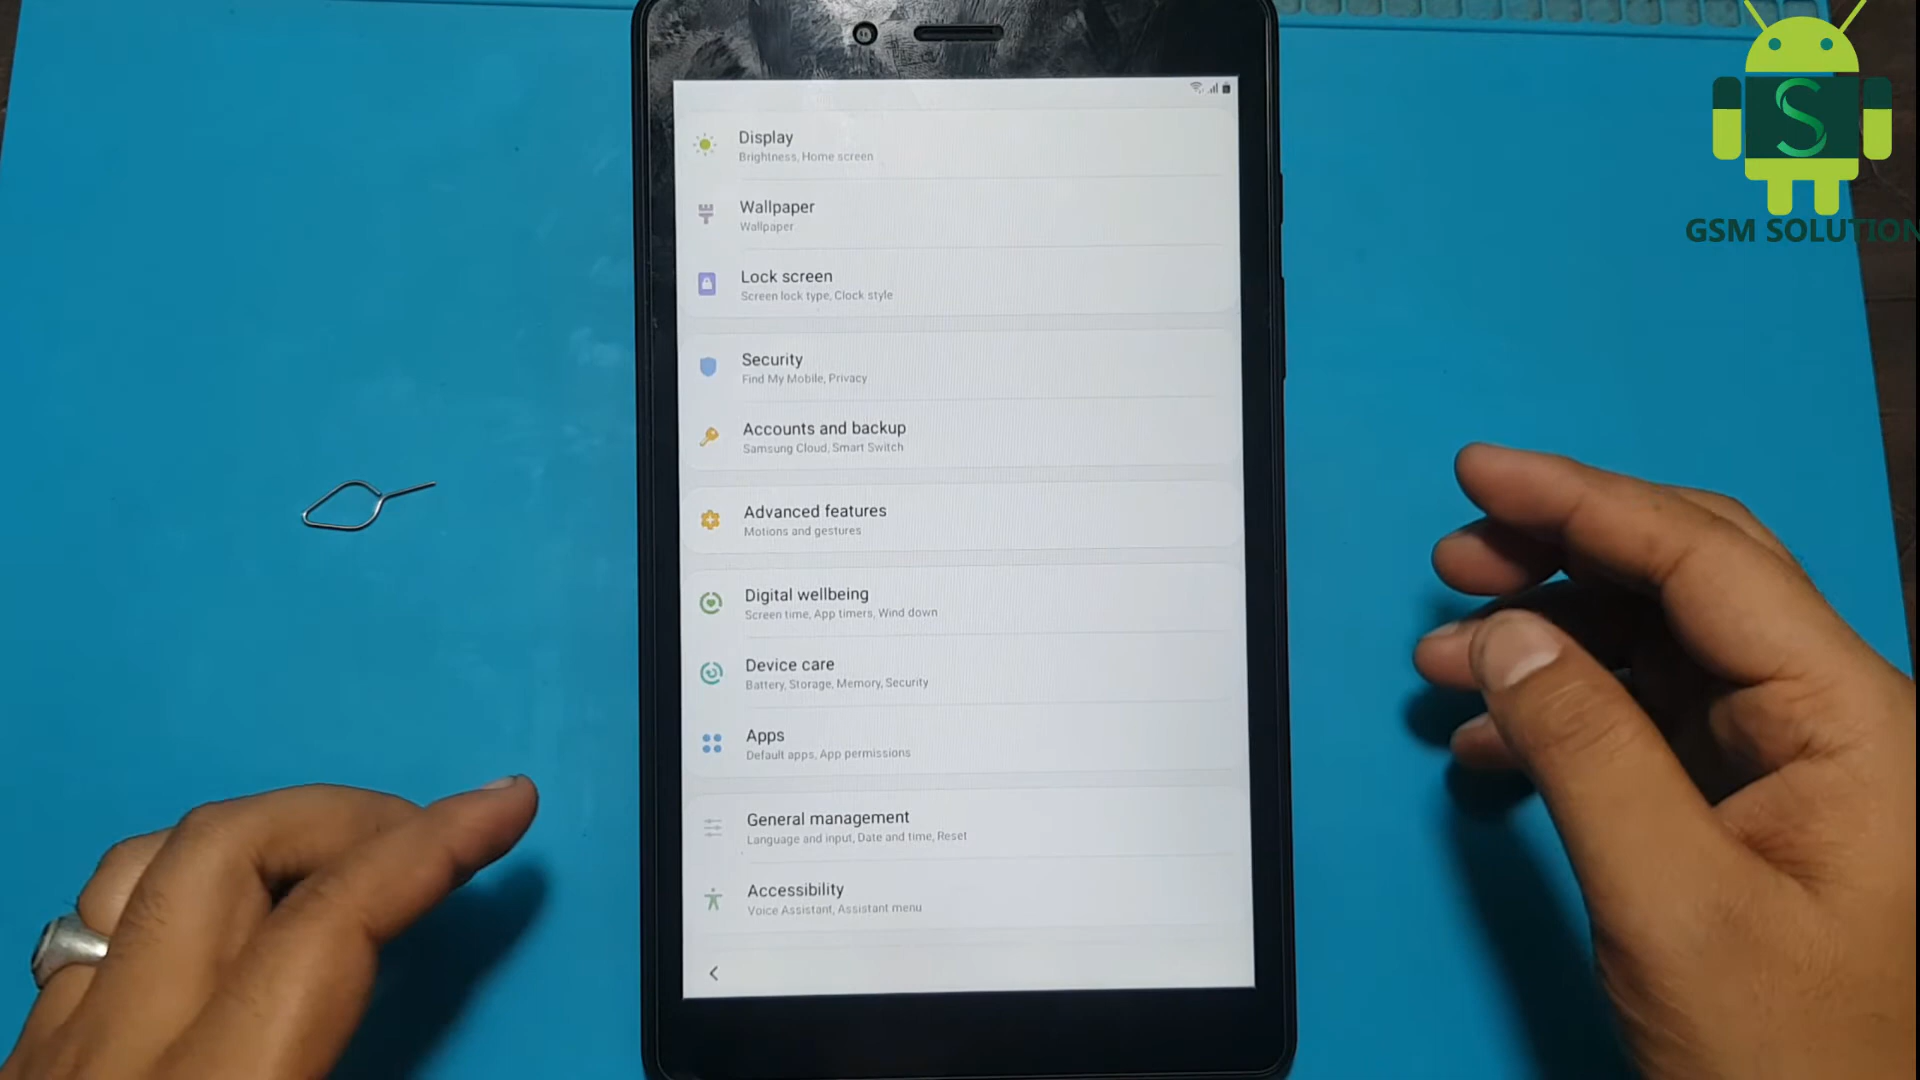 Display
Brightness, Home screen
Wallpaper
Wallpaper
Lock screen
Screen lock type, Clock style
Security
Find My Mobile, Privacy
Accounts and backup
Samsung Cloud, Smart Switch
Advanced features
Motions and gestures
Digital wellbeing
Screen time, App timers, Wind down
Device care
Battery, Storage, Memory, Security
Apps
Default apps, App permissions
General management
Language and input, Date and time, Reset
Accessibility
Voice Assistant, Assistant menu
S
GSM SOLUTION